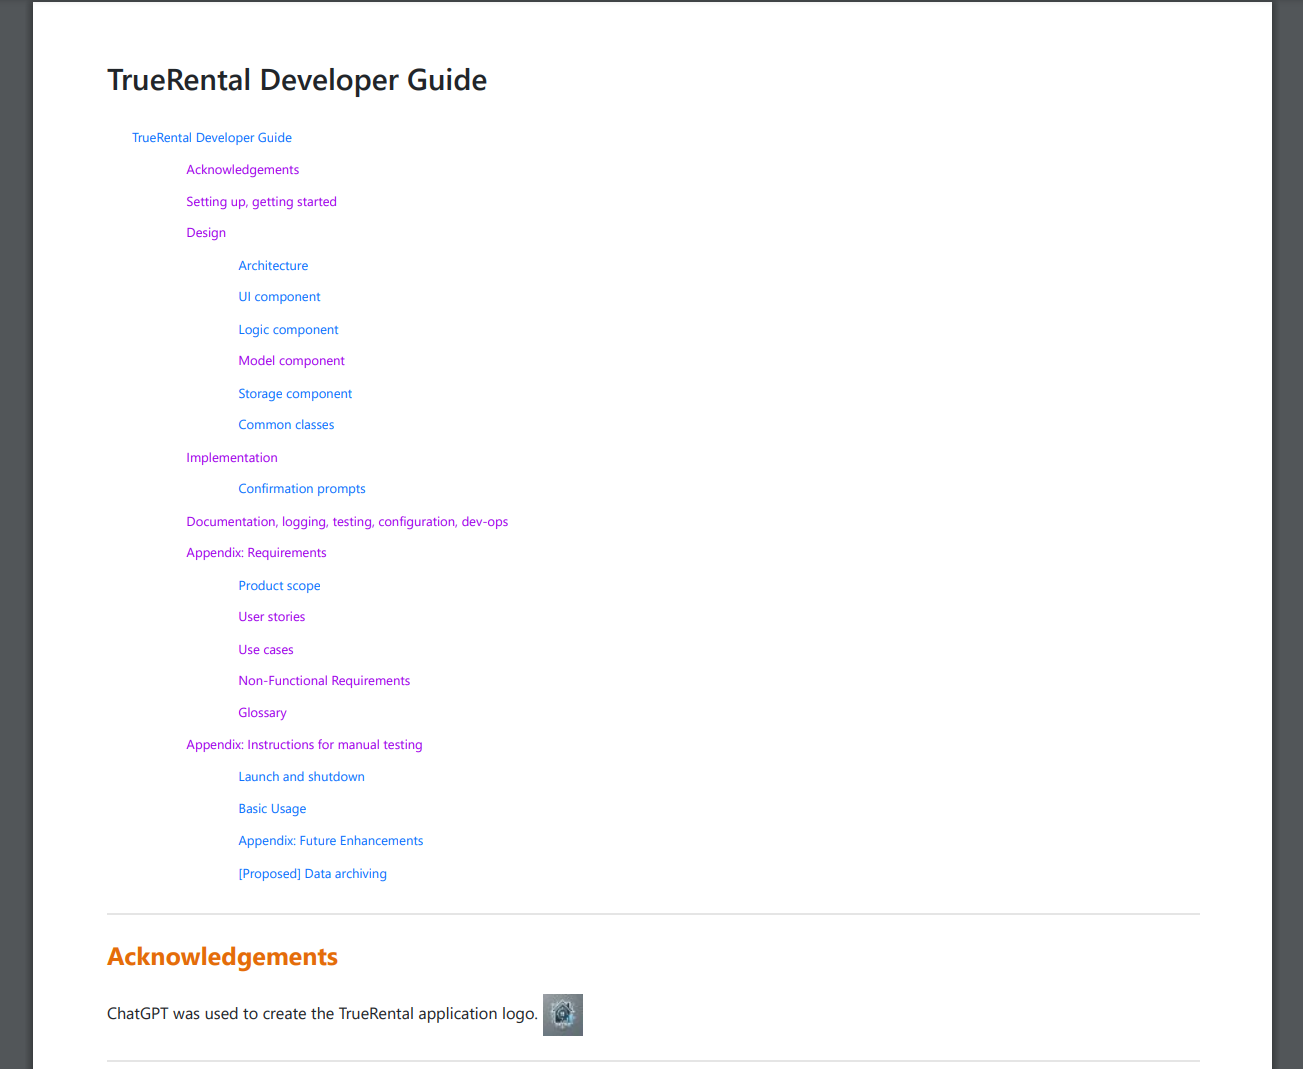 TrueRental Developer Guide
TrueRental Developer Guide
Acknowledgements
Setting up, getting started
Design
Architecture
UI component
Logic component
Model component
Storage component
Common classes
Implementation
Confirmation prompts
Documentation, logging, testing, configuration, dev-ops
Appendix: Requirements
Product scope
User stories
Use cases
Non-Functional Requirements
Glossary
Appendix: Instructions for manual testing
Launch and shutdown
Basic Usage
Appendix: Future Enhancements
[Proposed] Data archiving
Acknowledgements
ChatGPT was used to create the TrueRental application logo.